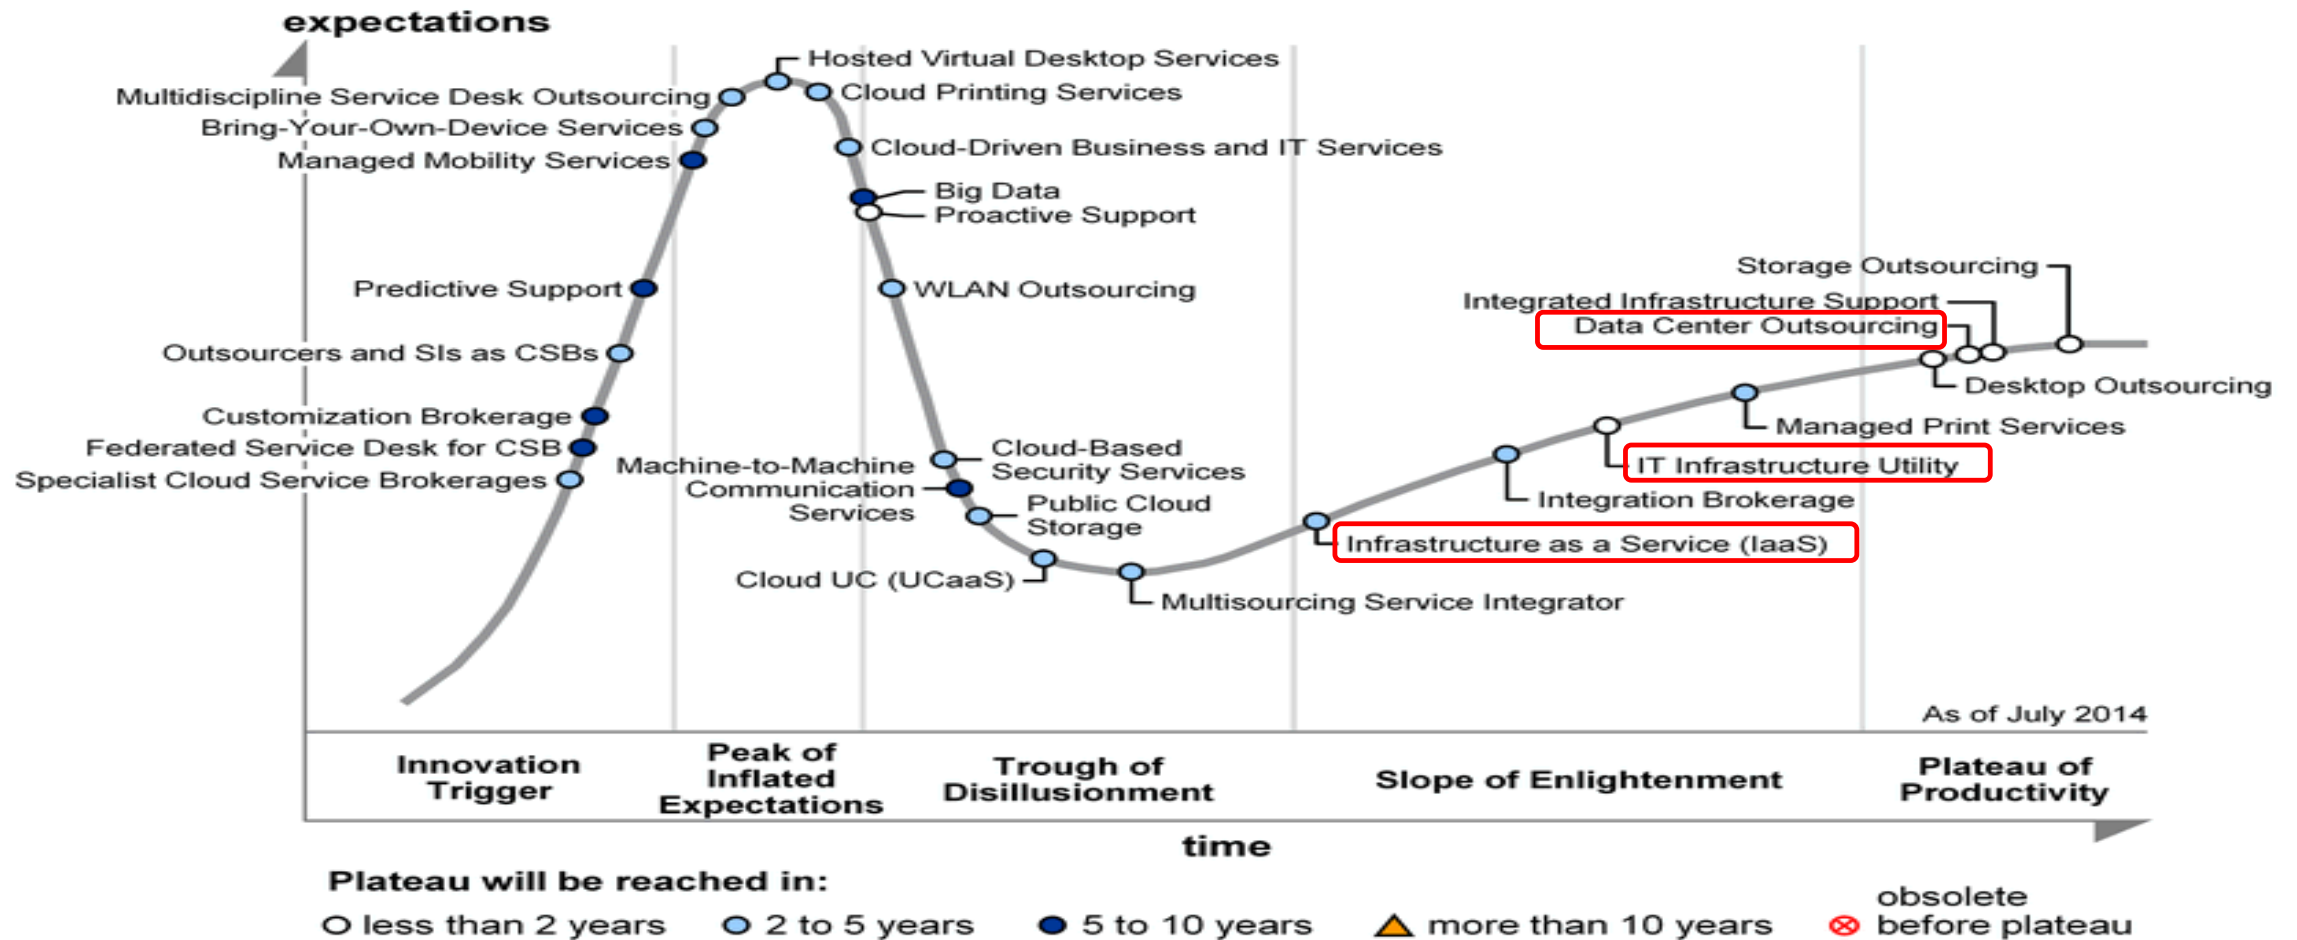 expectations
Hosted Virtual Desktop Services
Multidiscipline Service Desk Outsourcing
Cloud Printing Services
Bring-Your-Own-Device Services
Managed Mobility Services
Cloud-Driven Business and IT Services
Big Data
Proactive Support
Predictive Support
WLAN Outsourcing
Outsourcers and SIs as CSBs
Customization Brokerage
Federated Service Desk for CSB
Specialist Cloud Service Brokerages
Cloud-Based
Security Services
Machine-to-Machine
Communication
Services
Public Cloud
Storage
Cloud UC (UCaaS)
Multisourcing Service Integrator
Storage Outsourcing
Integrated Infrastructure Support
Data Center Outsourcing
Desktop Outsourcing
Managed Print Services
IT Infrastructure Utility
Integration Brokerage
Infrastructure as a Service (IaaS)
As of July 2014
Innovation
Trigger
Peak of
Inflated
Expectations
Trough of
Disillusionment
Slope of Enlightenment
Plateau of
Productivity
time
Plateau will be reached in:
less than 2 years
2 to 5 years
5 to 10 years
more than 10 years
obsolete
before plateau